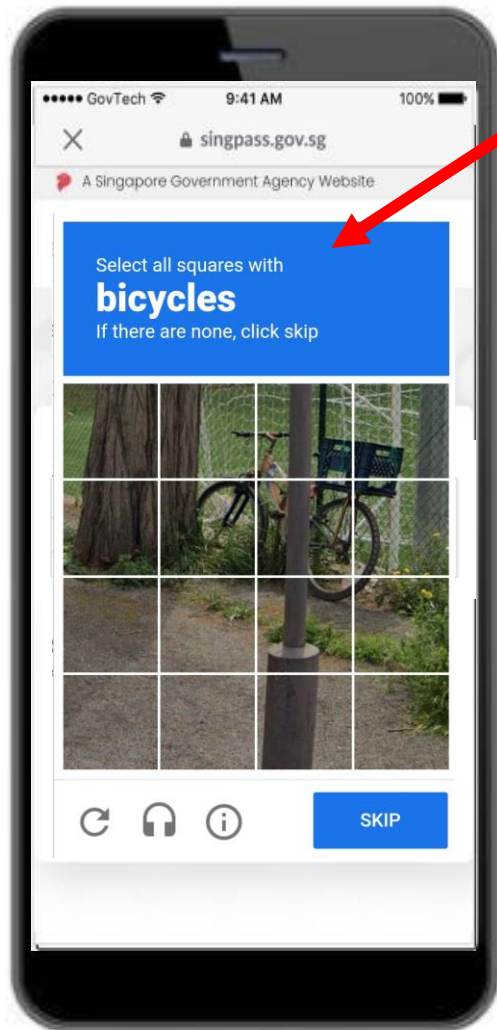 GovTech 9:41 AM 100%
singpass.gov.sg
A Singapore Government Agency Website
Select all squares with
bicycles
If there are none, click skip
SKIP